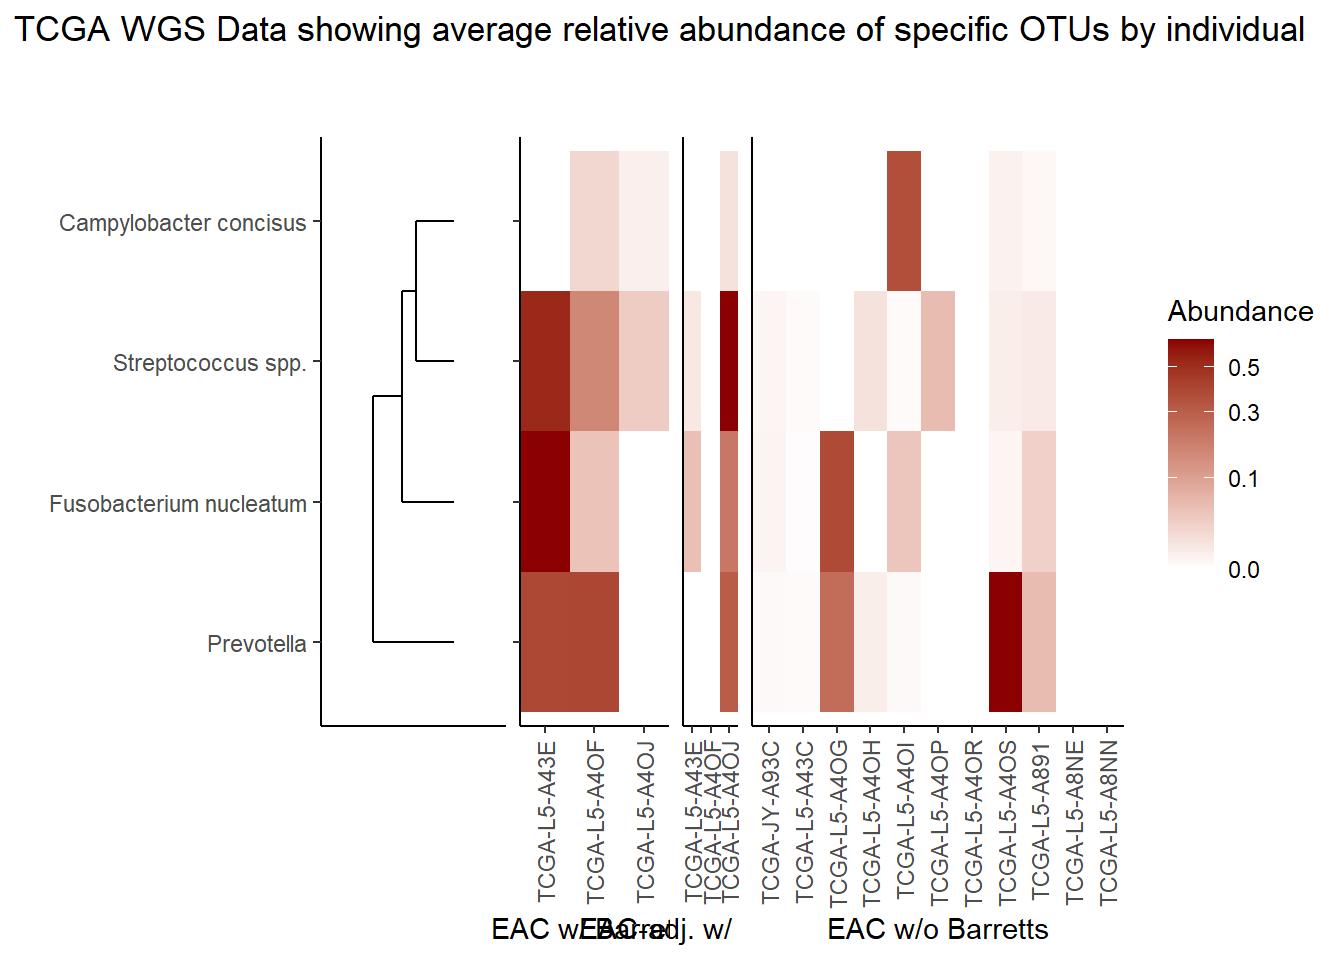 TCGA WGS Data showing average relative abundance of specific OTUs by individual
Campylobacter concisus
Streptococcus spp.
Fusobacterium nucleatum
Prevotella
Abundance
0.5
0.3
0.1
0.0
TCGA-L5-A43E
TCGA-L5-A4OF
TCGA-L5-A4OJ
TCGA-L5-A43E
TCGA-L5-A4OF
TCGA-L5-A4OJ
TCGA-JY-A93C
TCGA-L5-A43C
TCGA-L5-A4OG
TCGA-L5-A4OH
TCGA-L5-A4OI
TCGA-L5-A4OP
TCGA-L5-A4OR
TCGA-L5-A4OS
TCGA-L5-A891
TCGA-L5-A8NE
TCGA-L5-A8NN
EAC w/
EAC-adj. w/
EAC w/o Barretts